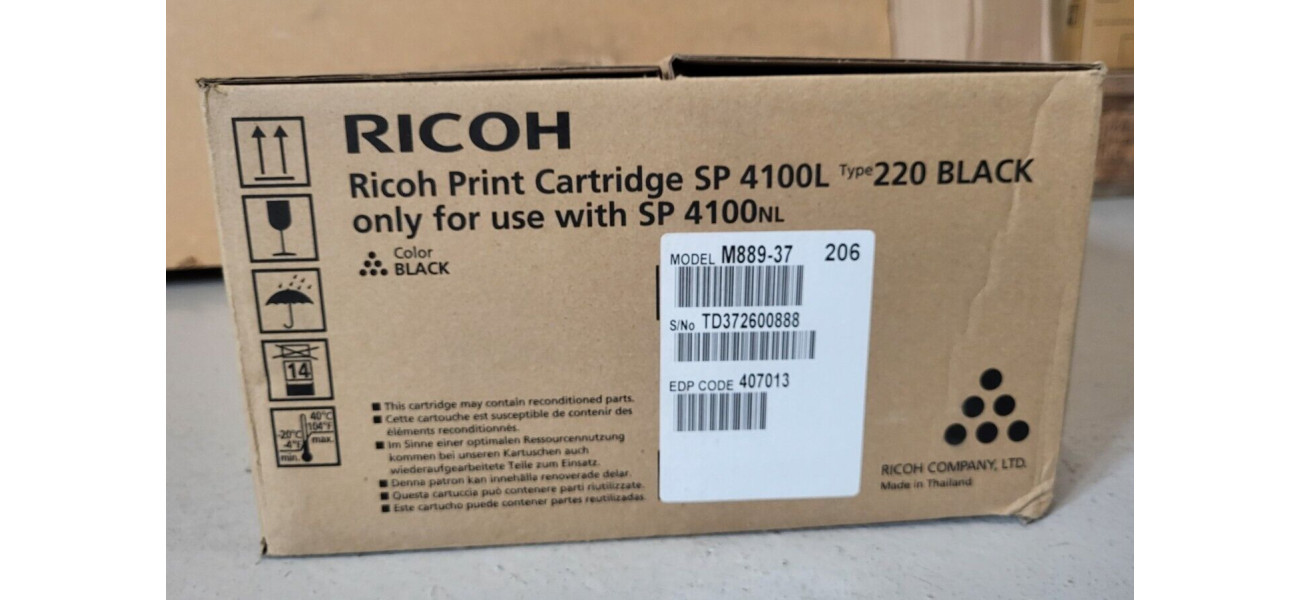 RICOH
Ricoh Print Cartridge SP 4100L Type 220 BLACK
only for use with SP 4100NL
Color
BLACK
14
40°C
104°F
max.
-20°C
-4°F
min.
■ This cartridge may contain reconditioned parts.
■ Cette cartouche est susceptible de contenir des
éléments reconditionnés.
■ Im Sinne einer optimalen Ressourcennutzung
kommen bei unseren Kartuschen auch
wiederaufgearbeitete Teile zum Einsatz.
■ Denna patron kan innehålla renoverade delar.
■ Questa cartuccia può contenere parti riutilizzate.
■ Este cartucho puede contener partes reutilizadas.
MODEL M889-37 206
S/No TD372600888
EDP CODE 407013
RICOH COMPANY, LTD.
Made in Thailand